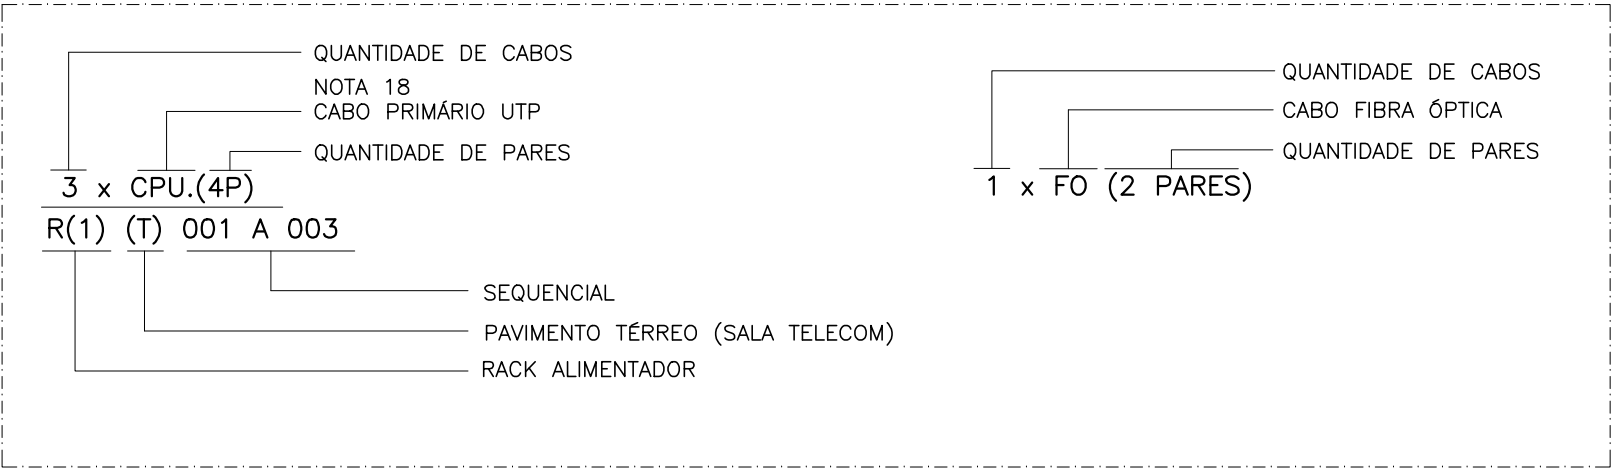 QUANTIDADE DE CABOS
NOTA 18
CABO PRIMÁRIO UTP
QUANTIDADE DE PARES
3 x CPU.(4P)
R(1) (T) 001 A 003
SEQUENCIAL
PAVIMENTO TÉRREO (SALA TELECOM)
RACK ALIMENTADOR
QUANTIDADE DE CABOS
CABO FIBRA ÓPTICA
QUANTIDADE DE PARES
1 x FO (2 PARES)